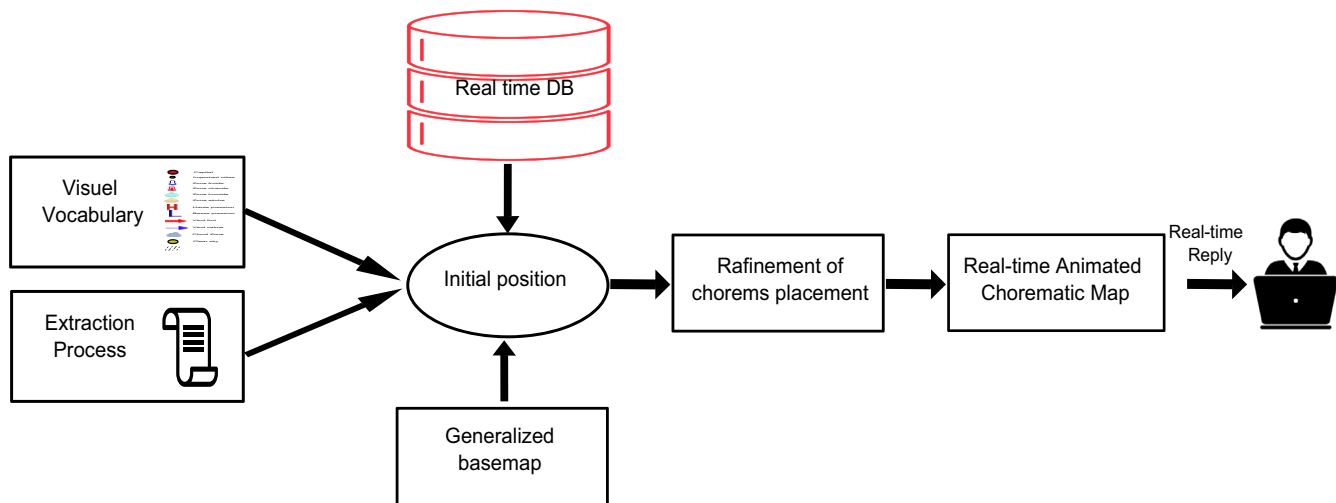 Real time DB
Visuel
Vocabulary
Extraction
Process
Initial position
Generalized
basemap
Rafinement of
chorems placement
Real-time Animated
Chorematic Map
Real-time
Reply